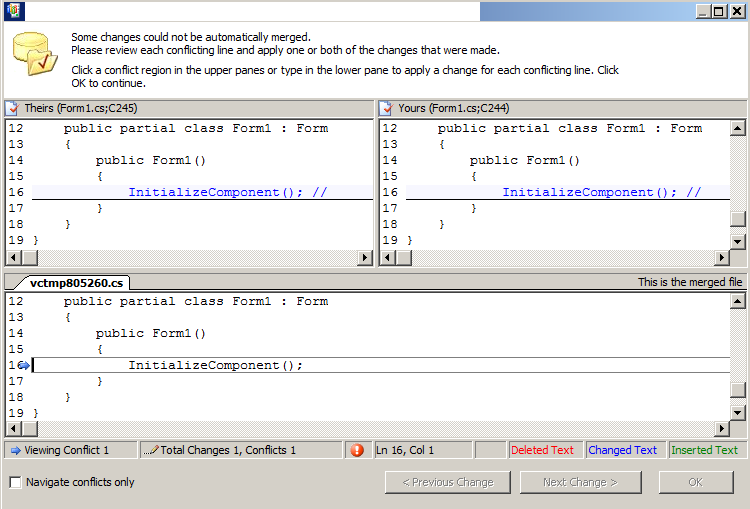 Some changes could not be automatically merged.
Please review each conflicting line and apply one or both of the changes that were made.
Click a conflict region in the upper panes or type in the lower pane to apply a change for each conflicting line. Click
OK to continue.
Theirs (Form1.cs;C245)
12 public partial class Form1 : Form
13 {
14 public Form1()
15 {
16 InitializeComponent(); //
17 }
18 }
19 }
Yours (Form1.cs;C244)
12 public partial class Form1 : Form
13 {
14 public Form1()
15 {
16 InitializeComponent(); //
17 }
18 }
19 }
vctmp805260.cs
This is the merged file
12 public partial class Form1 : Form
13 {
14 public Form1()
15 {
16 InitializeComponent();
17 }
18 }
19 }
Viewing Conflict 1
.../Total Changes 1, Conflicts 1
Ln 16, Col 1
Deleted Text
Changed Text
Inserted Text
Navigate conflicts only
< Previous Change
Next Change >
OK